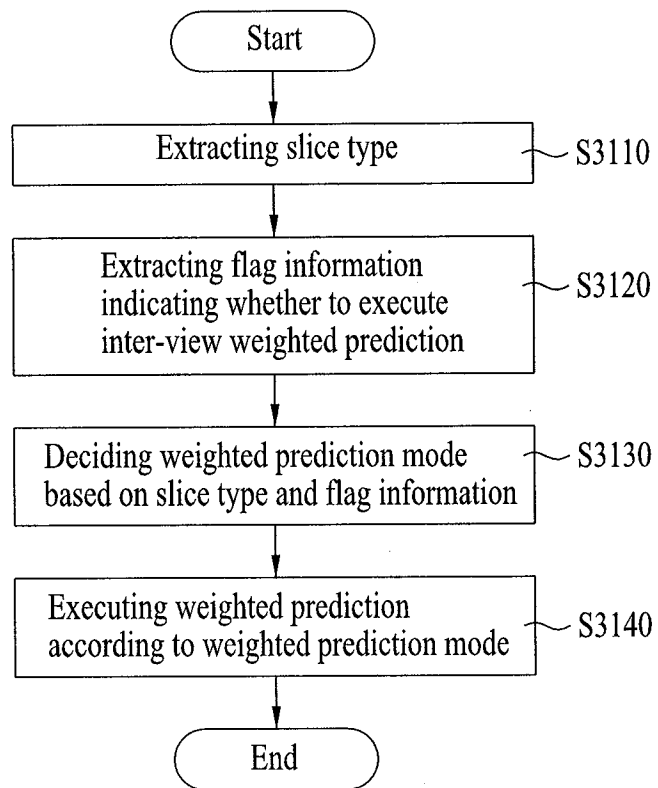 Start
Extracting slice type
S3110
Extracting flag information
indicating whether to execute
inter-view weighted prediction
S3120
Deciding weighted prediction mode
based on slice type and flag information
S3130
Executing weighted prediction
according to weighted prediction mode
S3140
End